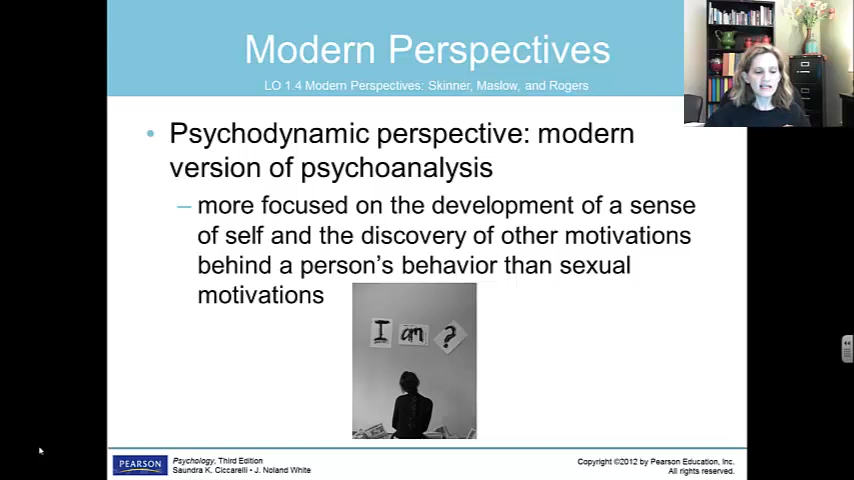 Modern Perspectives
LO 1.4 Modern Perspectives: Skinner, Maslow, and Rogers
• Psychodynamic perspective: modern
version of psychoanalysis
– more focused on the development of a sense
of self and the discovery of other motivations
behind a person's behavior than sexual
motivations
I am ?
PEARSON
Psychology, Third Edition
Saundra K. Ciccarelli • J. Noland White
Copyright ©2012 by Pearson Education, Inc.
All rights reserved.